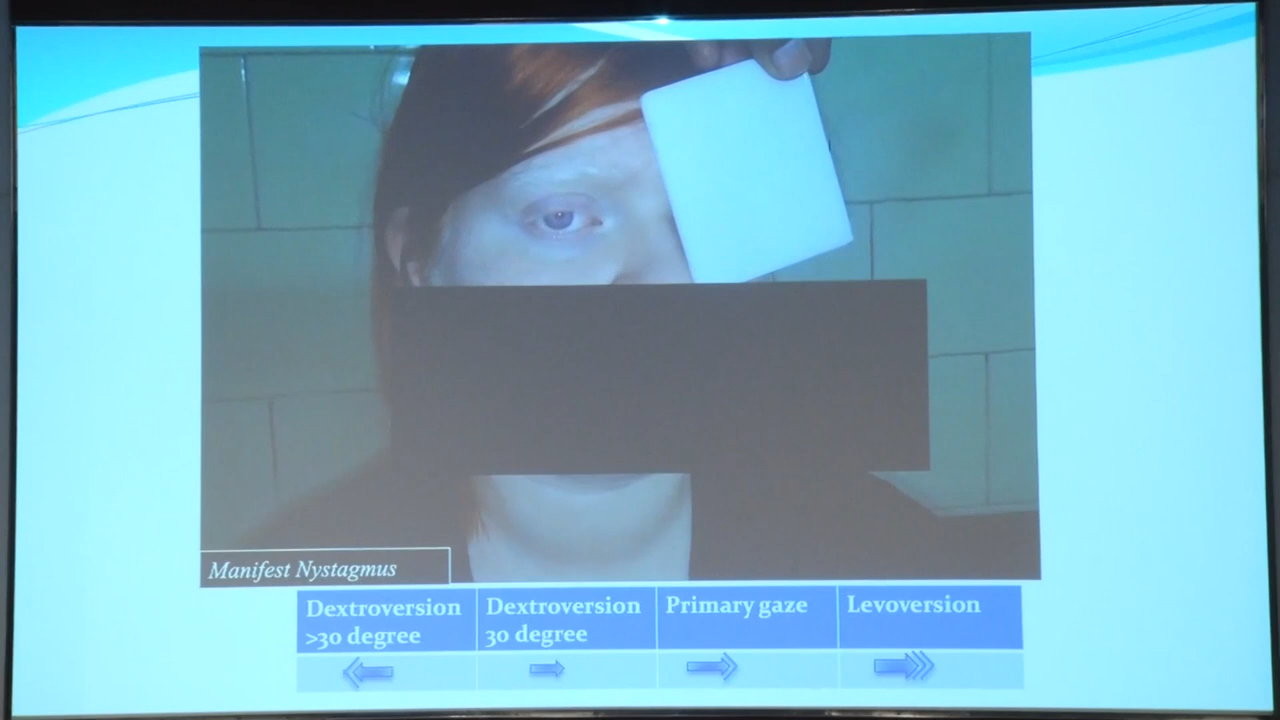 Manifest Nystagmus
Dextroversion >30 degree
Dextroversion 30 degree
Primary gaze
Levoversion